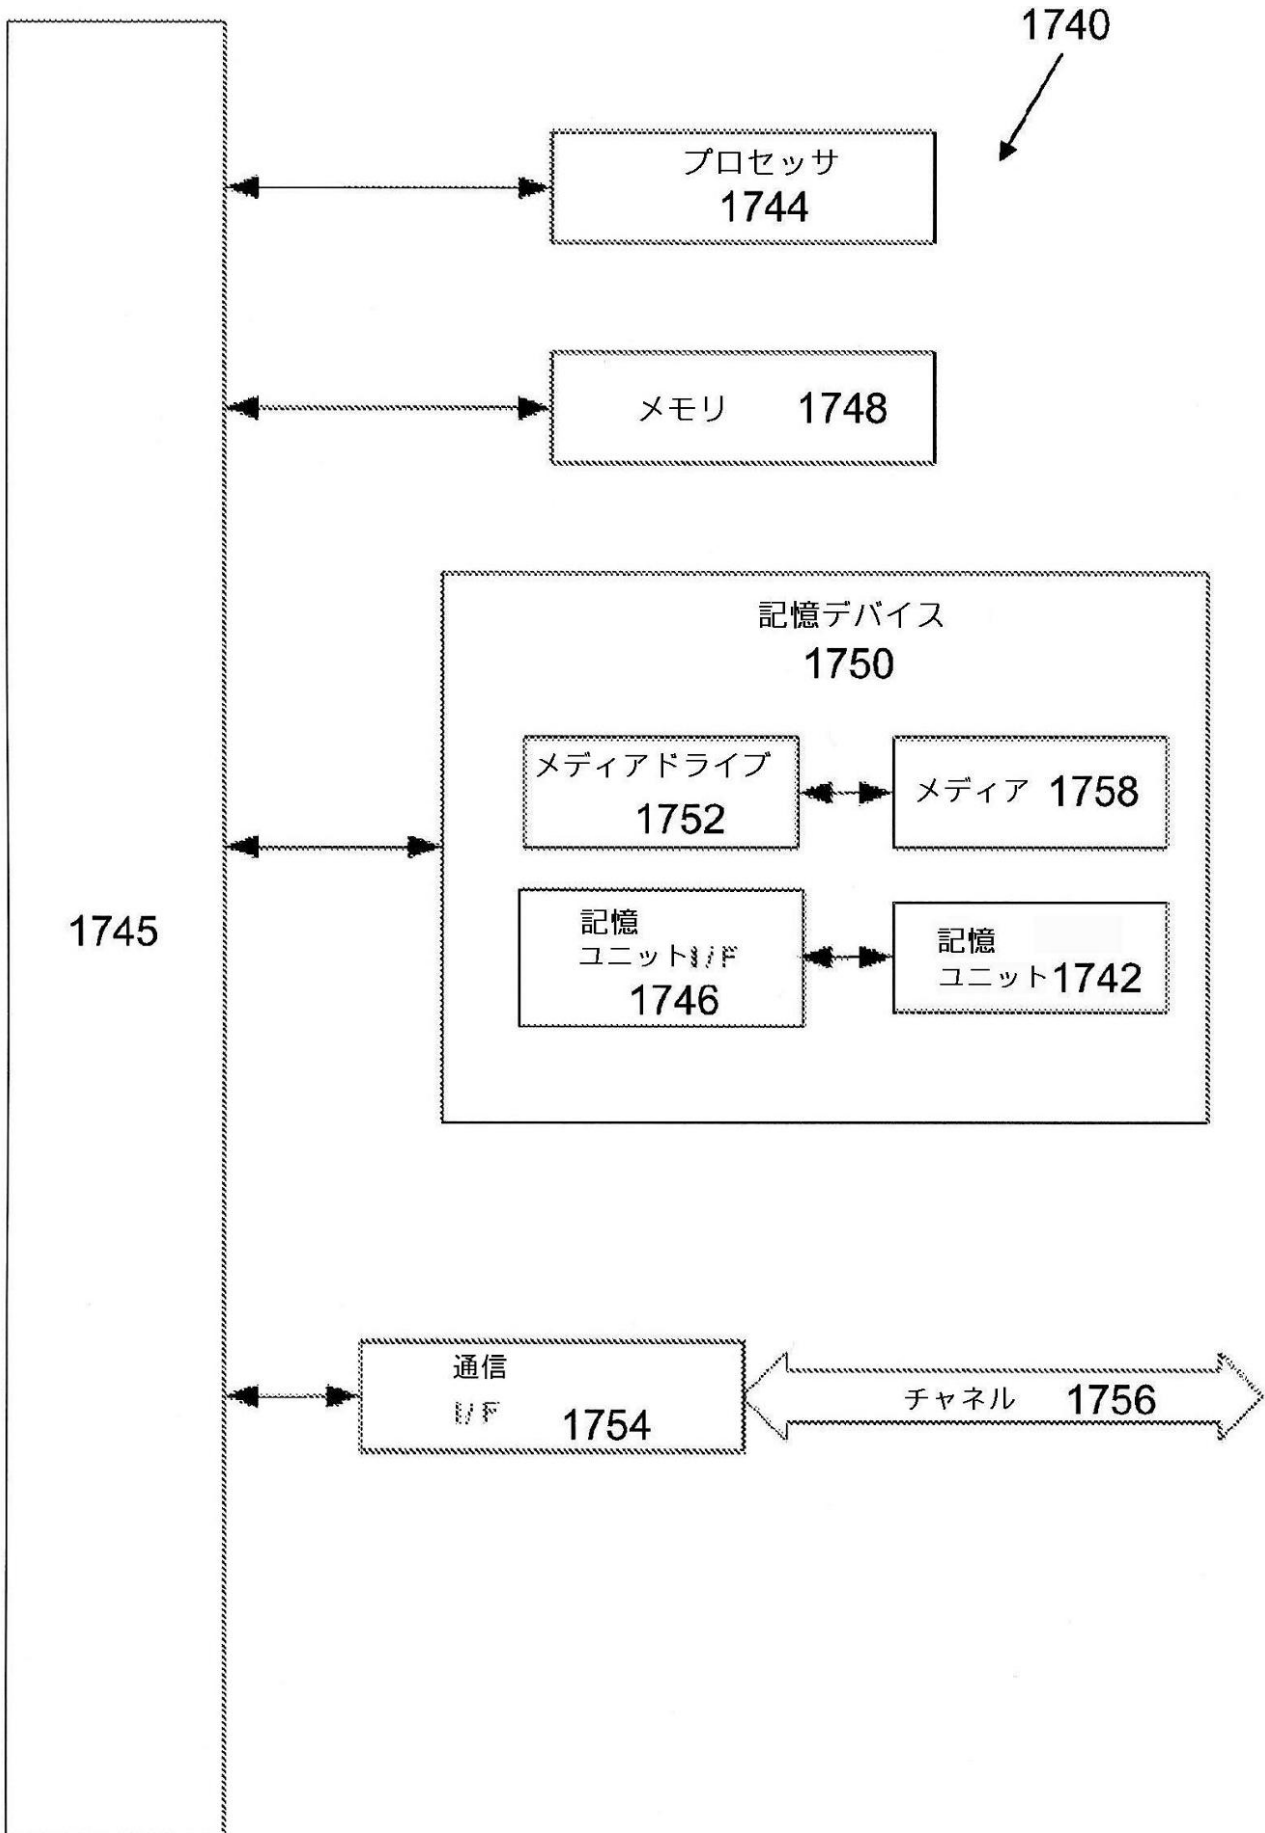 1740
プロセッサ
1744
メモリ 1748
記憶デバイス
1750
メディアドライブ
1752
メディア 1758
1745
記憶
ユニットI/F
1746
記憶
ユニット1742
通信
I/F 1754
チャネル 1756